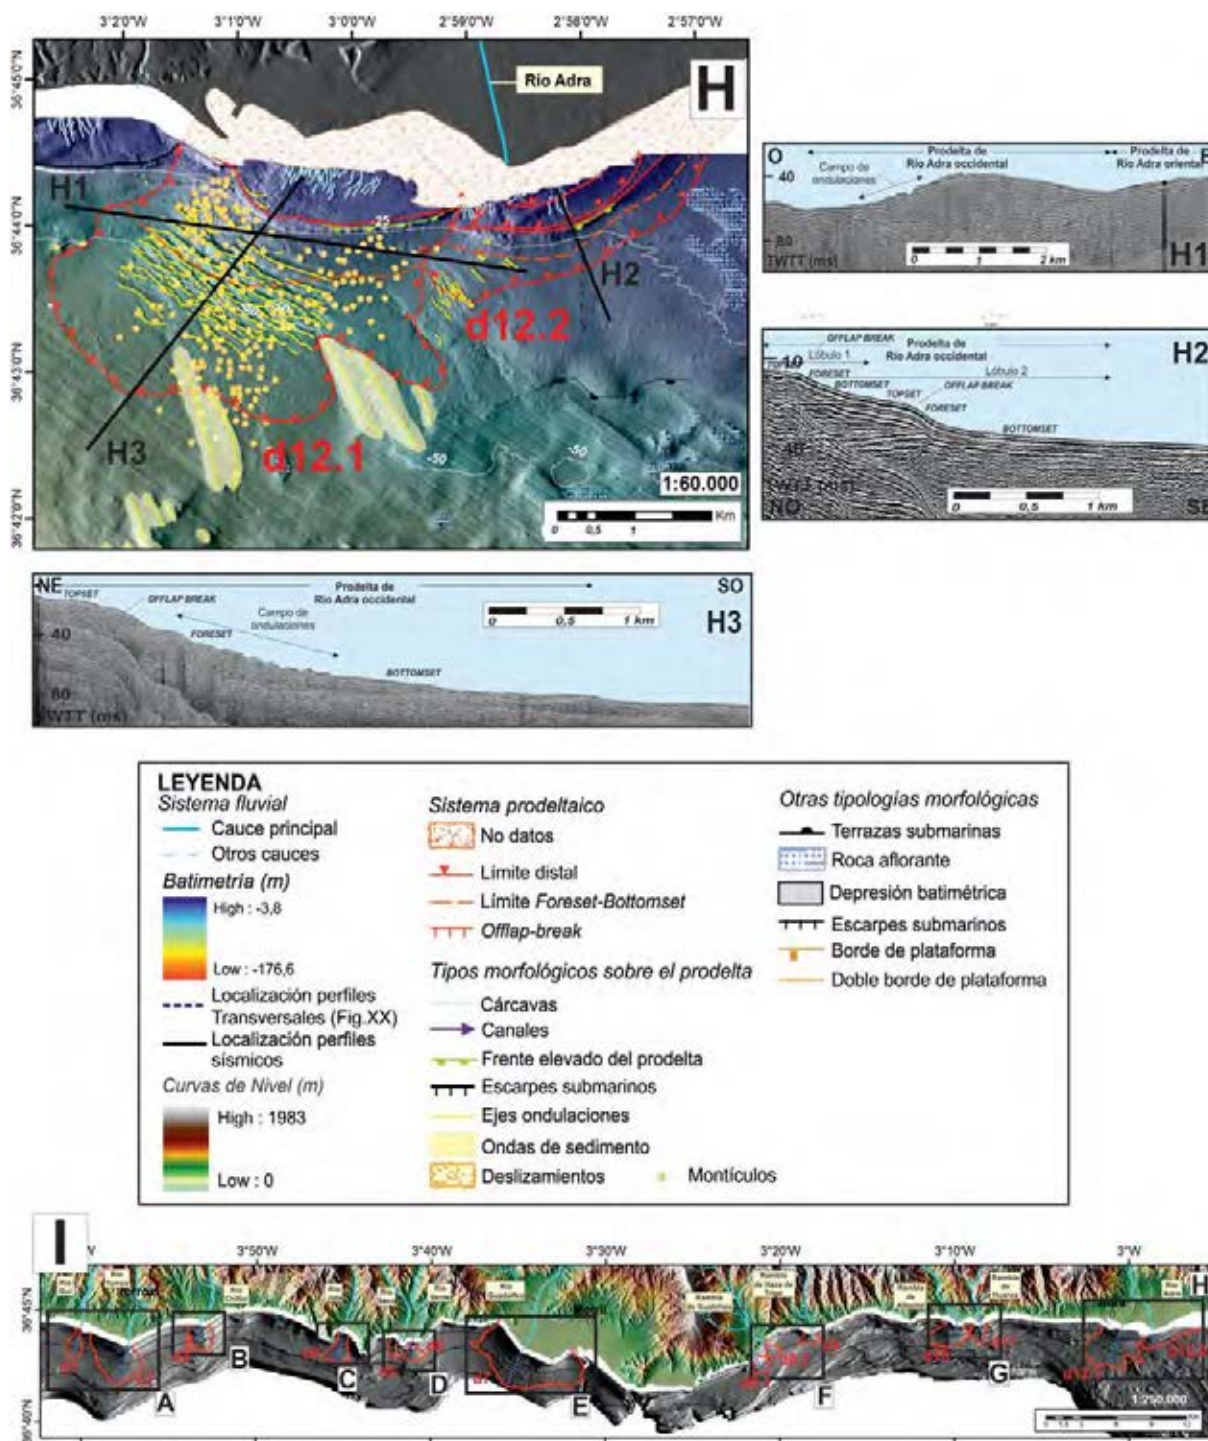 3°2'0"W 3°1'0"W 3°0'0"W 2°59'0"W 2°58'0"W 2°57'0"W
36°45'0"N
36°44'0"N
36°43'0"N
36°42'0"N
Río Adra
H
H1
-25
H2
d12.2
H3
d12.1
-50
1:60.000
Km
0 0,5 1
O
Prodelta de
Río Adra occidental
Prodelta de
Río Adra oriental
Campo de
ondulaciones
40
TWTT (ms)
0 1 2 km
H1
OFFLAP BREAK
Prodelta de
Río Adra occidental
H2
Lóbulo 1
Lóbulo 2
10
FORESET
BOTTOMSET
TOPSET
OFFLAP BREAK
FORESET
BOTTOMSET
NO
0 0,5 1 km
NE
SO
TOPSET
OFFLAP BREAK
Prodelta de
Río Adra occidental
Campo de
ondulaciones
0 0,5 1 km
H3
40
FORESET
BOTTOMSET
TWTT (ms)
LEYENDA
Sistema fluvial
Cauce principal
Otros cauces
Batimetría (m)
High : -3,8
Low : -176,6
Localización perfiles
Transversales (Fig.XX)
Localización perfiles
sísmicos
Curvas de Nivel (m)
High : 1983
Low : 0
Sistema prodeltaico
No datos
Límite distal
Límite Foreset-Bottomset
Offlap-break
Tipos morfológicos sobre el prodelta
Cárcavas
Canales
Frente elevado del prodelta
Escarpes submarinos
Ejes ondulaciones
Ondas de sedimento
Deslizamientos
Montículos
Otras tipologías morfológicas
Terrazas submarinas
Roca aflorante
Depresión batimétrica
Escarpes submarinos
Borde de plataforma
Doble borde de plataforma
I
3°50'W 3°40'W 3°30'W 3°20'W 3°10'W 3°W
36°45'N
36°40'N
A
B
C
D
E
F
G
H
1:250.000